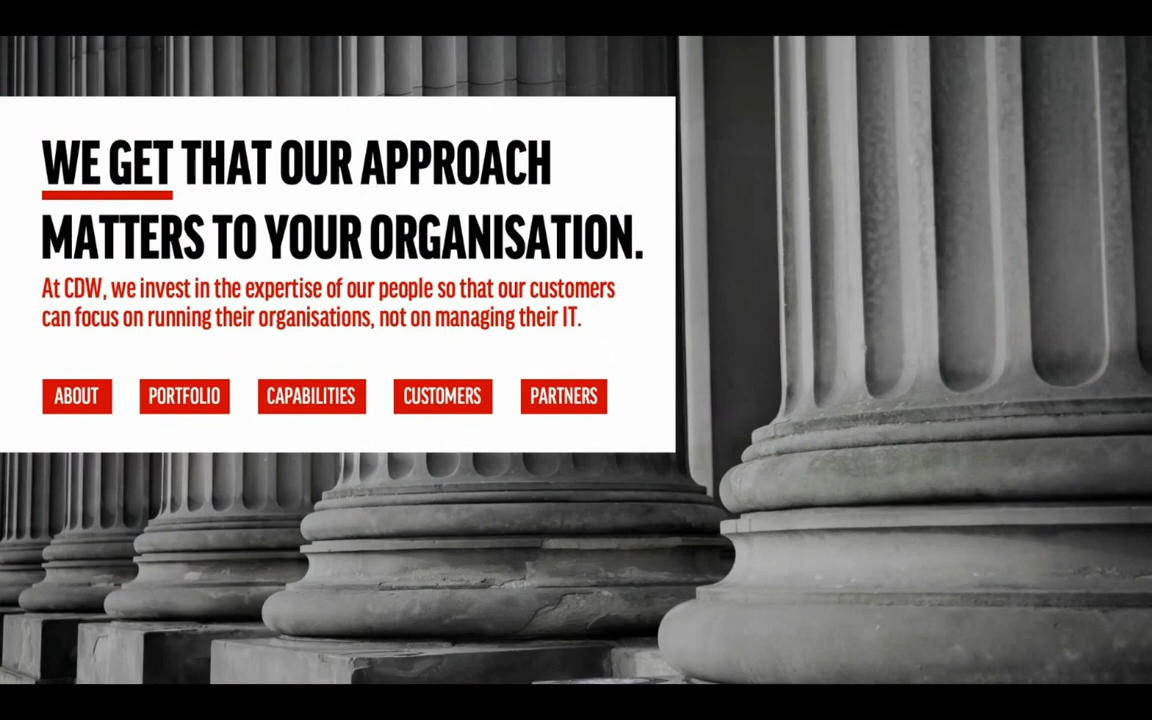 WE GET THAT OUR APPROACH
MATTERS TO YOUR ORGANISATION.
At CDW, we invest in the expertise of our people so that our customers
can focus on running their organisations, not on managing their IT.
ABOUT PORTFOLIO CAPABILITIES CUSTOMERS PARTNERS